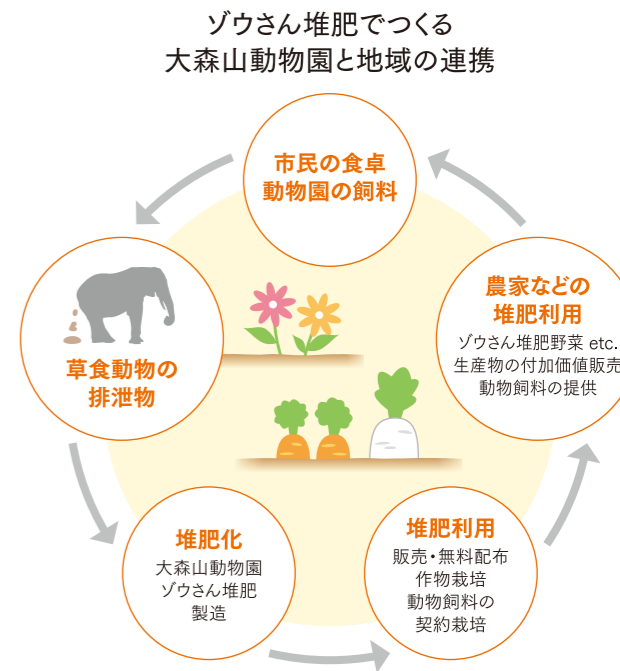 ゾウさん堆肥でつくる
大森山動物園と地域の連携
市民の食卓
動物園の飼料
草食動物の
排泄物
堆肥化
大森山動物園
ゾウさん堆肥
製造
堆肥利用
販売・無料配布
作物栽培
動物飼料の
契約栽培
農家などの
堆肥利用
ゾウさん堆肥野菜 etc.
生産物の付加価値販売
動物飼料の提供